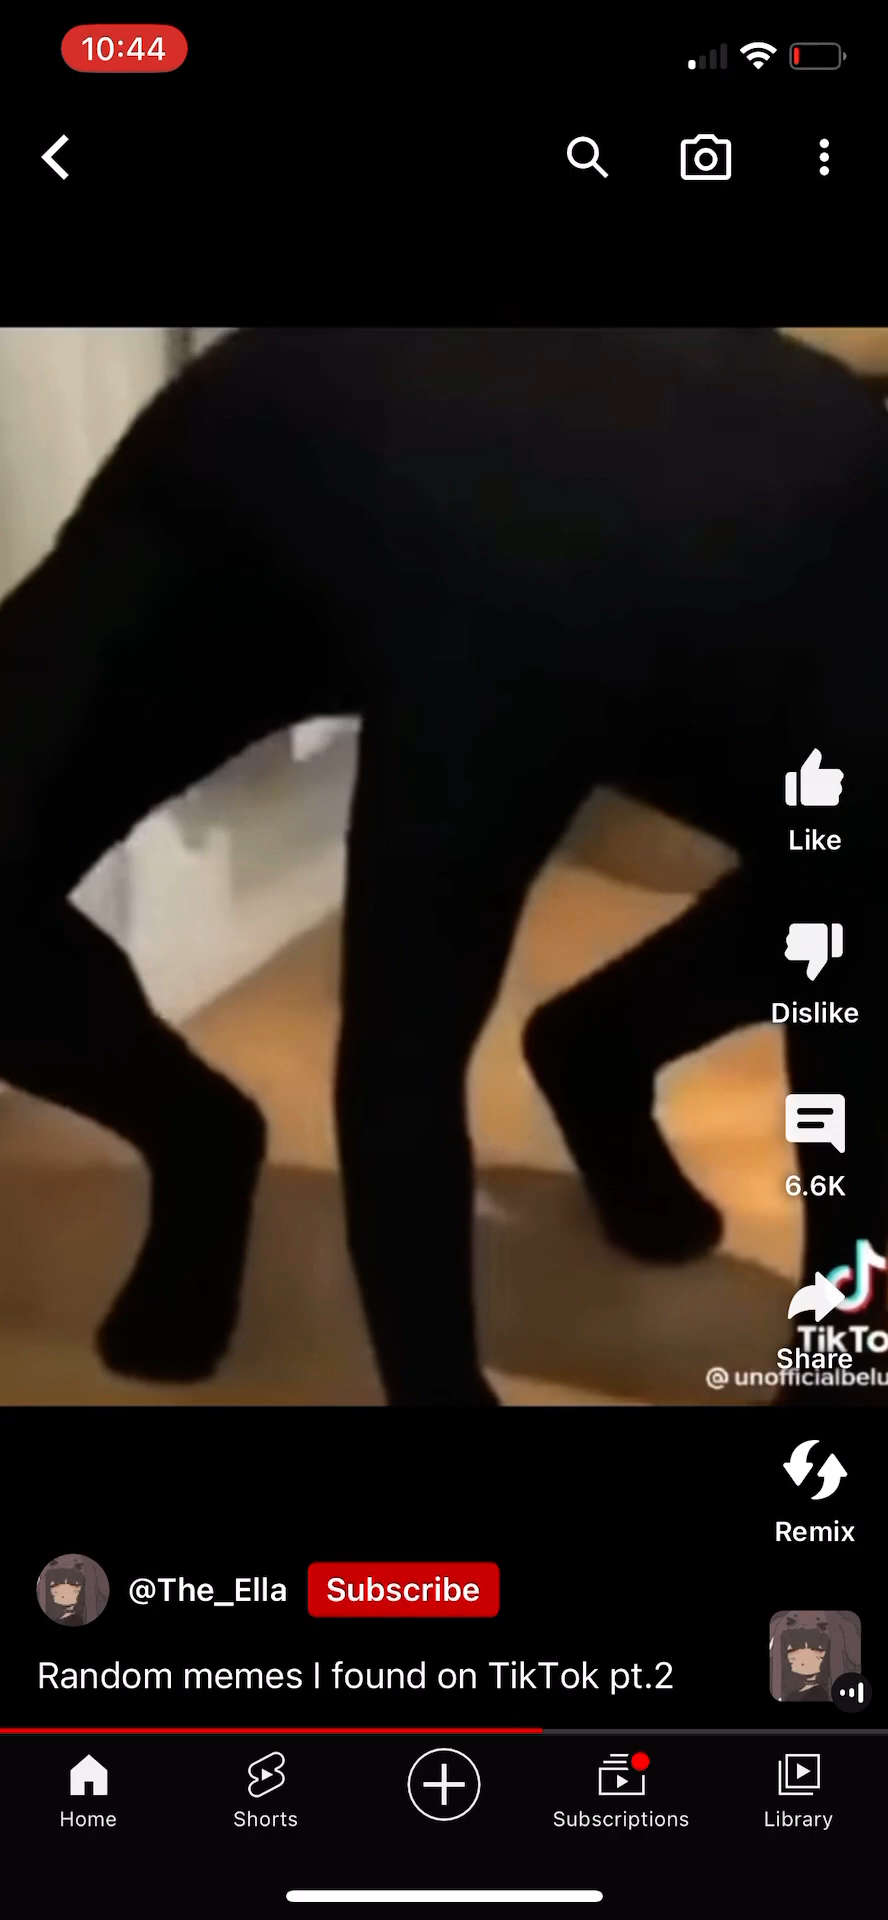 10:44
Like
Dislike
6.6K
TikTo
Share
@unofficialbelu
Remix
@The_Ella
Subscribe
Random memes I found on TikTok pt.2
Home
Shorts
Subscriptions
Library